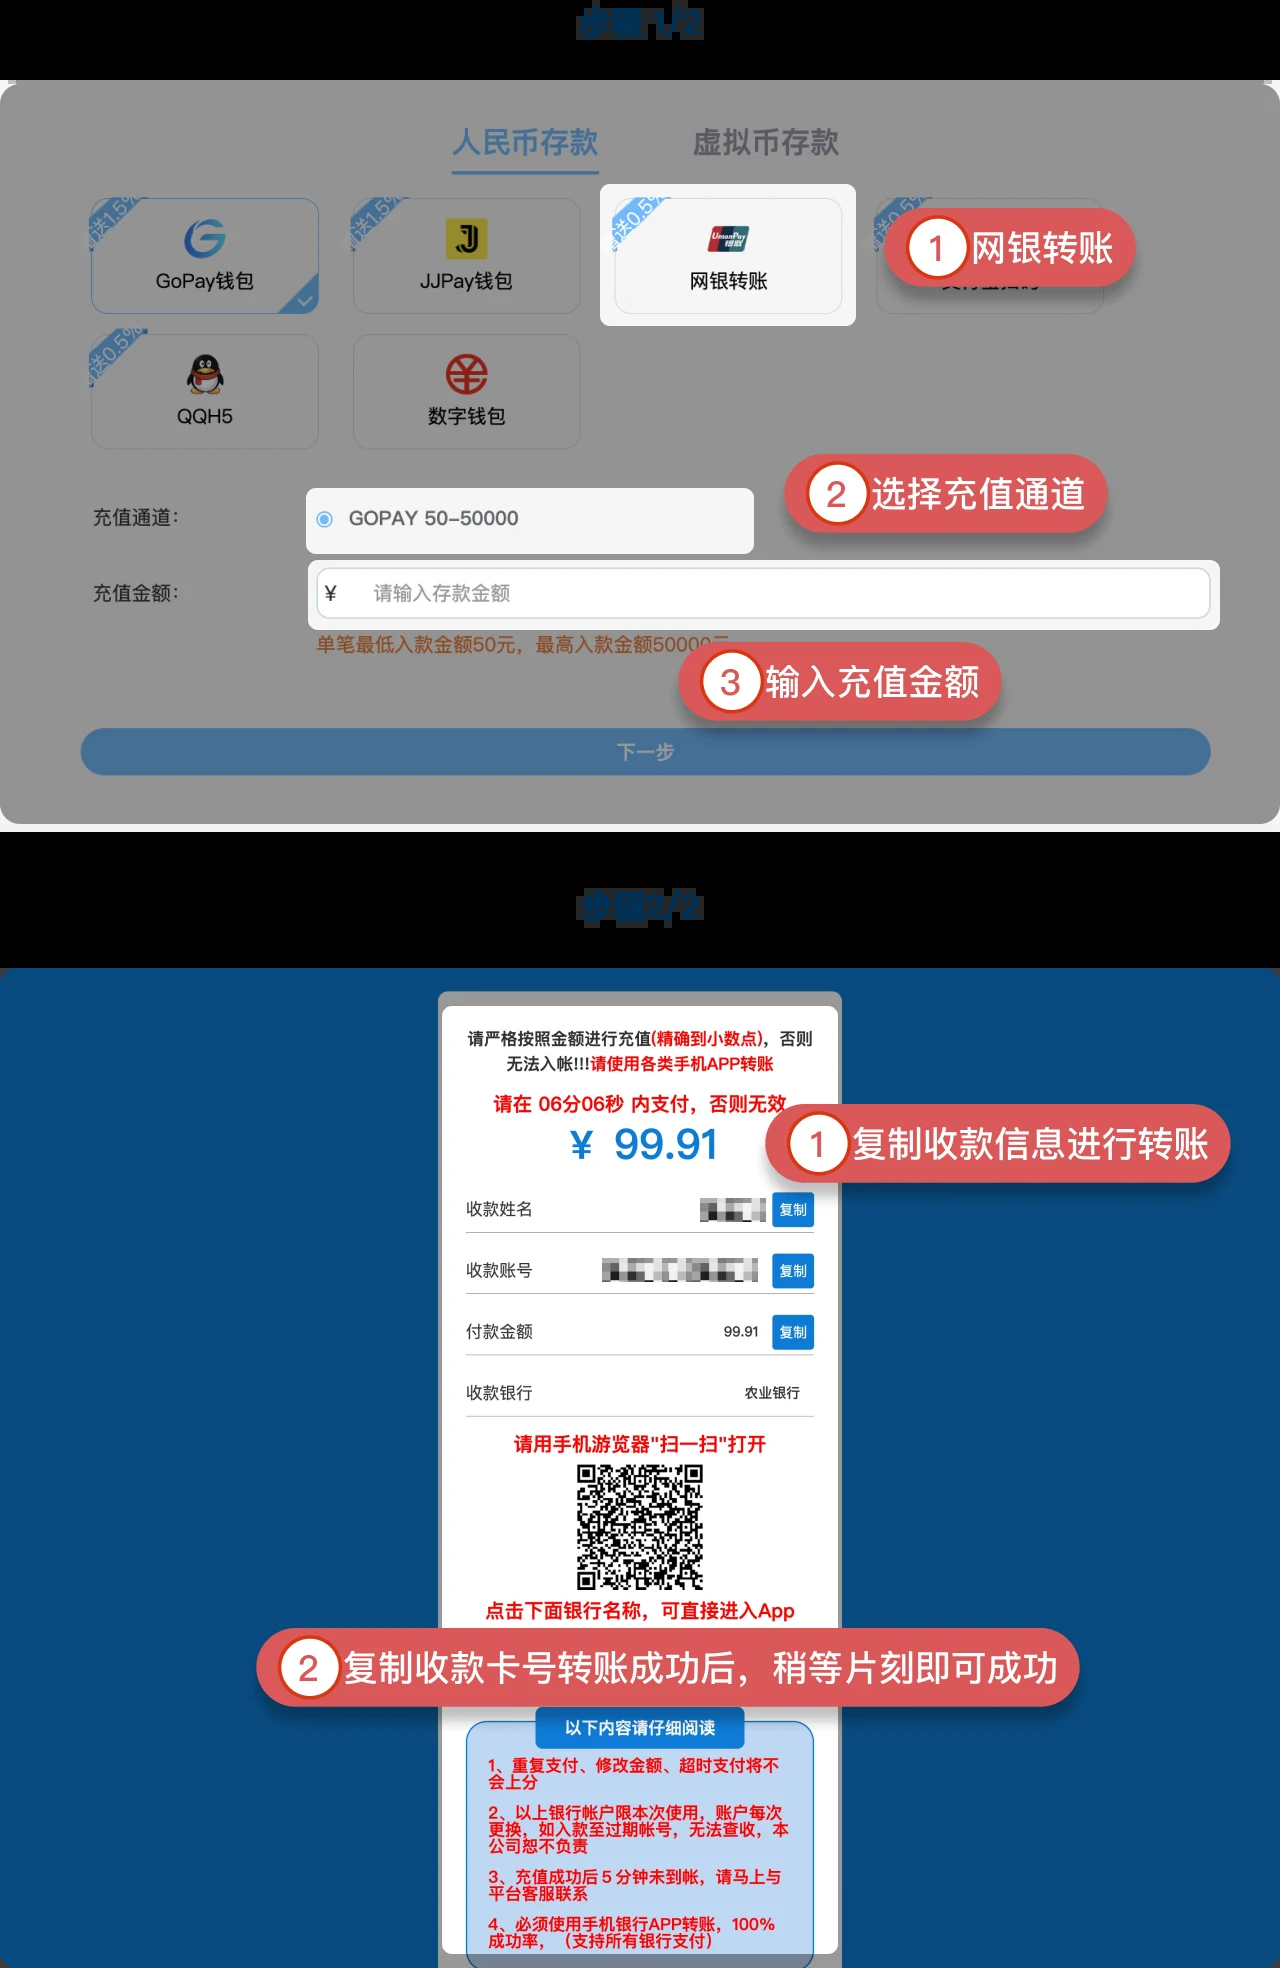 步骤 1/2
人民币存款 虚拟币存款
送1.5% 送1.5% 送0.5%
UnionPay 银联
GoPay钱包 JJPay钱包 网银转账
1 网银转账
送0.5%
QQH5 数字钱包
2 选择充值通道
充值通道: GOPAY 50-50000
充值金额: ¥ 请输入存款金额
单笔最低入款金额50元，最高入款金额50000元
3 输入充值金额
下一步
步骤2/2
请严格按照金额进行充值(精确到小数点)，否则
无法入帐!!!请使用各类手机APP转账
请在 06分06秒 内支付，否则无效
¥ 99.91
1 复制收款信息进行转账
收款姓名 复制
收款账号 复制
付款金额 99.91 复制
收款银行 农业银行
请用手机游览器"扫一扫"打开
点击下面银行名称，可直接进入App
2 复制收款卡号转账成功后，稍等片刻即可成功
以下内容请仔细阅读
1、重复支付、修改金额、超时支付将不
会上分
2、以上银行帐户限本次使用，账户每次
更换，如入款至过期帐号，无法查收，本
公司恕不负责
3、充值成功后５分钟未到帐，请马上与
平台客服联系
4、必须使用手机银行APP转账，100%
成功率，（支持所有银行支付）